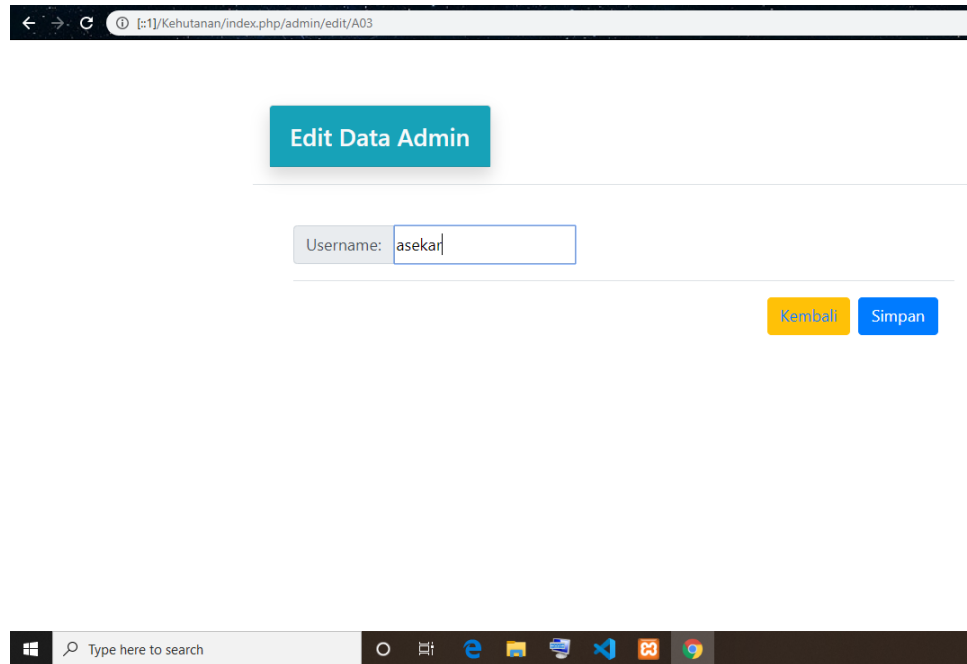 [::1]/Kehutanan/index.php/admin/edit/A03
Edit Data Admin
Username: asekar
Kembali Simpan
Type here to search